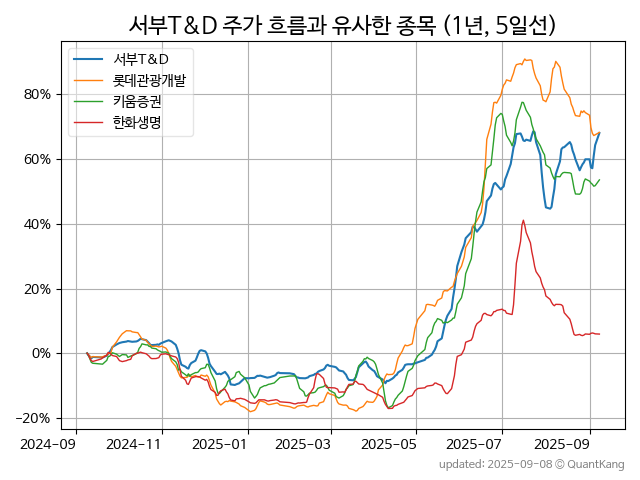 서부T&D 주가 흐름과 유사한 종목 (1년, 5일선)
서부T&D
롯데관광개발
키움증권
한화생명
80%
60%
40%
20%
0%
−20%
2024-09 2024-11 2025-01 2025-03 2025-05 2025-07 2025-09
updated: 2025-09-08 © QuantKang